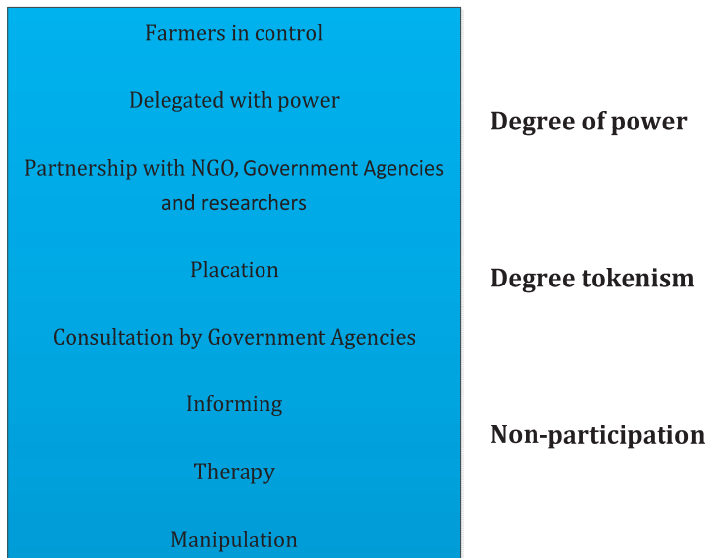 Farmers in control
Delegated with power
Degree of power
Partnership with NGO, Government Agencies
and researchers
Placation
Degree tokenism
Consultation by Government Agencies
Informing
Non-participation
Therapy
Manipulation